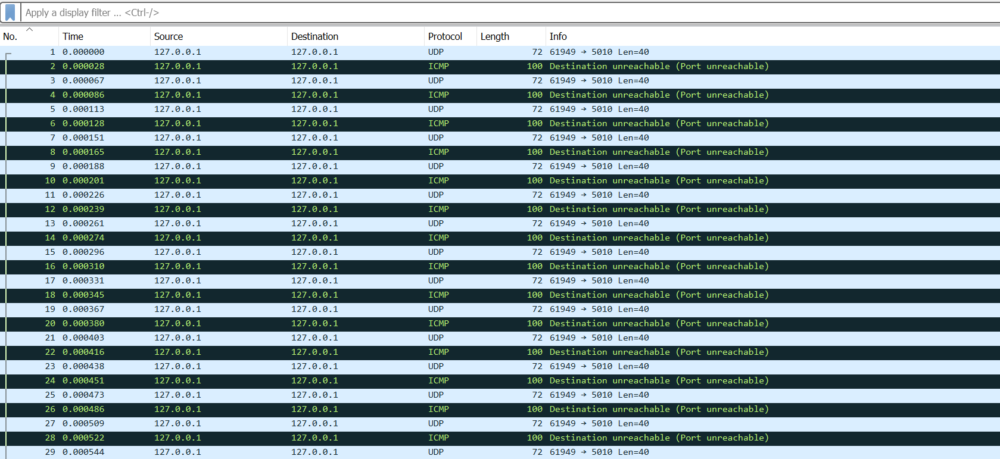 Apply a display filter ... <Ctrl-/>
No. Time Source Destination Protocol Length Info
1 0.000000 127.0.0.1 127.0.0.1 UDP 72 61949 → 5010 Len=40
2 0.000028 127.0.0.1 127.0.0.1 ICMP 100 Destination unreachable (Port unreachable)
3 0.000067 127.0.0.1 127.0.0.1 UDP 72 61949 → 5010 Len=40
4 0.000086 127.0.0.1 127.0.0.1 ICMP 100 Destination unreachable (Port unreachable)
5 0.000113 127.0.0.1 127.0.0.1 UDP 72 61949 → 5010 Len=40
6 0.000128 127.0.0.1 127.0.0.1 ICMP 100 Destination unreachable (Port unreachable)
7 0.000151 127.0.0.1 127.0.0.1 UDP 72 61949 → 5010 Len=40
8 0.000165 127.0.0.1 127.0.0.1 ICMP 100 Destination unreachable (Port unreachable)
9 0.000188 127.0.0.1 127.0.0.1 UDP 72 61949 → 5010 Len=40
10 0.000201 127.0.0.1 127.0.0.1 ICMP 100 Destination unreachable (Port unreachable)
11 0.000226 127.0.0.1 127.0.0.1 UDP 72 61949 → 5010 Len=40
12 0.000239 127.0.0.1 127.0.0.1 ICMP 100 Destination unreachable (Port unreachable)
13 0.000261 127.0.0.1 127.0.0.1 UDP 72 61949 → 5010 Len=40
14 0.000274 127.0.0.1 127.0.0.1 ICMP 100 Destination unreachable (Port unreachable)
15 0.000296 127.0.0.1 127.0.0.1 UDP 72 61949 → 5010 Len=40
16 0.000310 127.0.0.1 127.0.0.1 ICMP 100 Destination unreachable (Port unreachable)
17 0.000331 127.0.0.1 127.0.0.1 UDP 72 61949 → 5010 Len=40
18 0.000345 127.0.0.1 127.0.0.1 ICMP 100 Destination unreachable (Port unreachable)
19 0.000367 127.0.0.1 127.0.0.1 UDP 72 61949 → 5010 Len=40
20 0.000380 127.0.0.1 127.0.0.1 ICMP 100 Destination unreachable (Port unreachable)
21 0.000403 127.0.0.1 127.0.0.1 UDP 72 61949 → 5010 Len=40
22 0.000416 127.0.0.1 127.0.0.1 ICMP 100 Destination unreachable (Port unreachable)
23 0.000438 127.0.0.1 127.0.0.1 UDP 72 61949 → 5010 Len=40
24 0.000451 127.0.0.1 127.0.0.1 ICMP 100 Destination unreachable (Port unreachable)
25 0.000473 127.0.0.1 127.0.0.1 UDP 72 61949 → 5010 Len=40
26 0.000486 127.0.0.1 127.0.0.1 ICMP 100 Destination unreachable (Port unreachable)
27 0.000509 127.0.0.1 127.0.0.1 UDP 72 61949 → 5010 Len=40
28 0.000522 127.0.0.1 127.0.0.1 ICMP 100 Destination unreachable (Port unreachable)
29 0.000544 127.0.0.1 127.0.0.1 UDP 72 61949 → 5010 Len=40